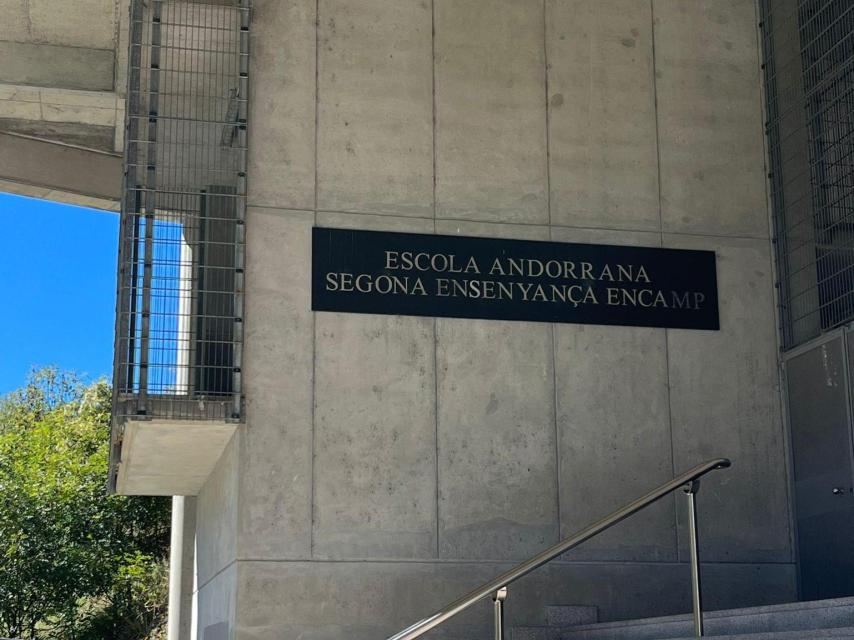 ESCOLA ANDORRANA
SEGONA ENSENYANÇA ENCAMP